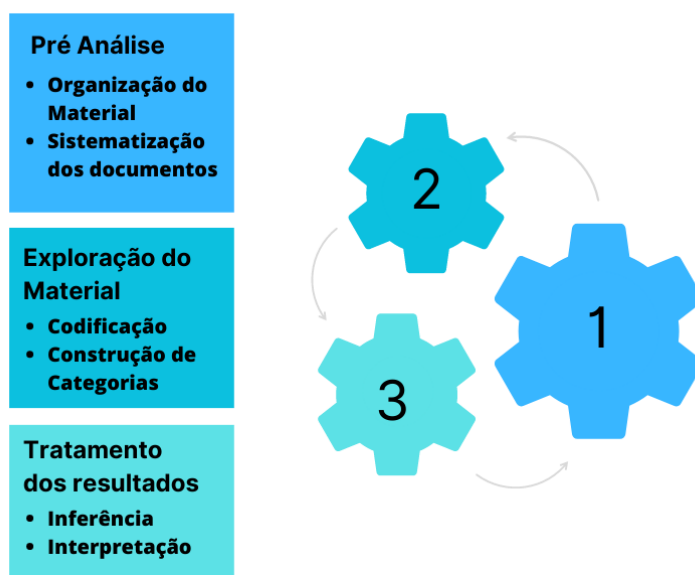 Pré Análise
• Organização do
Material
• Sistematização
dos documentos
Exploração do
Material
• Codificação
• Construção de
Categorias
Tratamento
dos resultados
• Inferência
• Interpretação
2
1
3